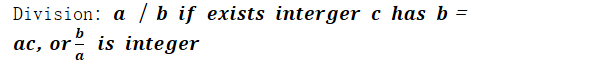 Division: a / b if exists interger c has b =
ac, or b/a is integer